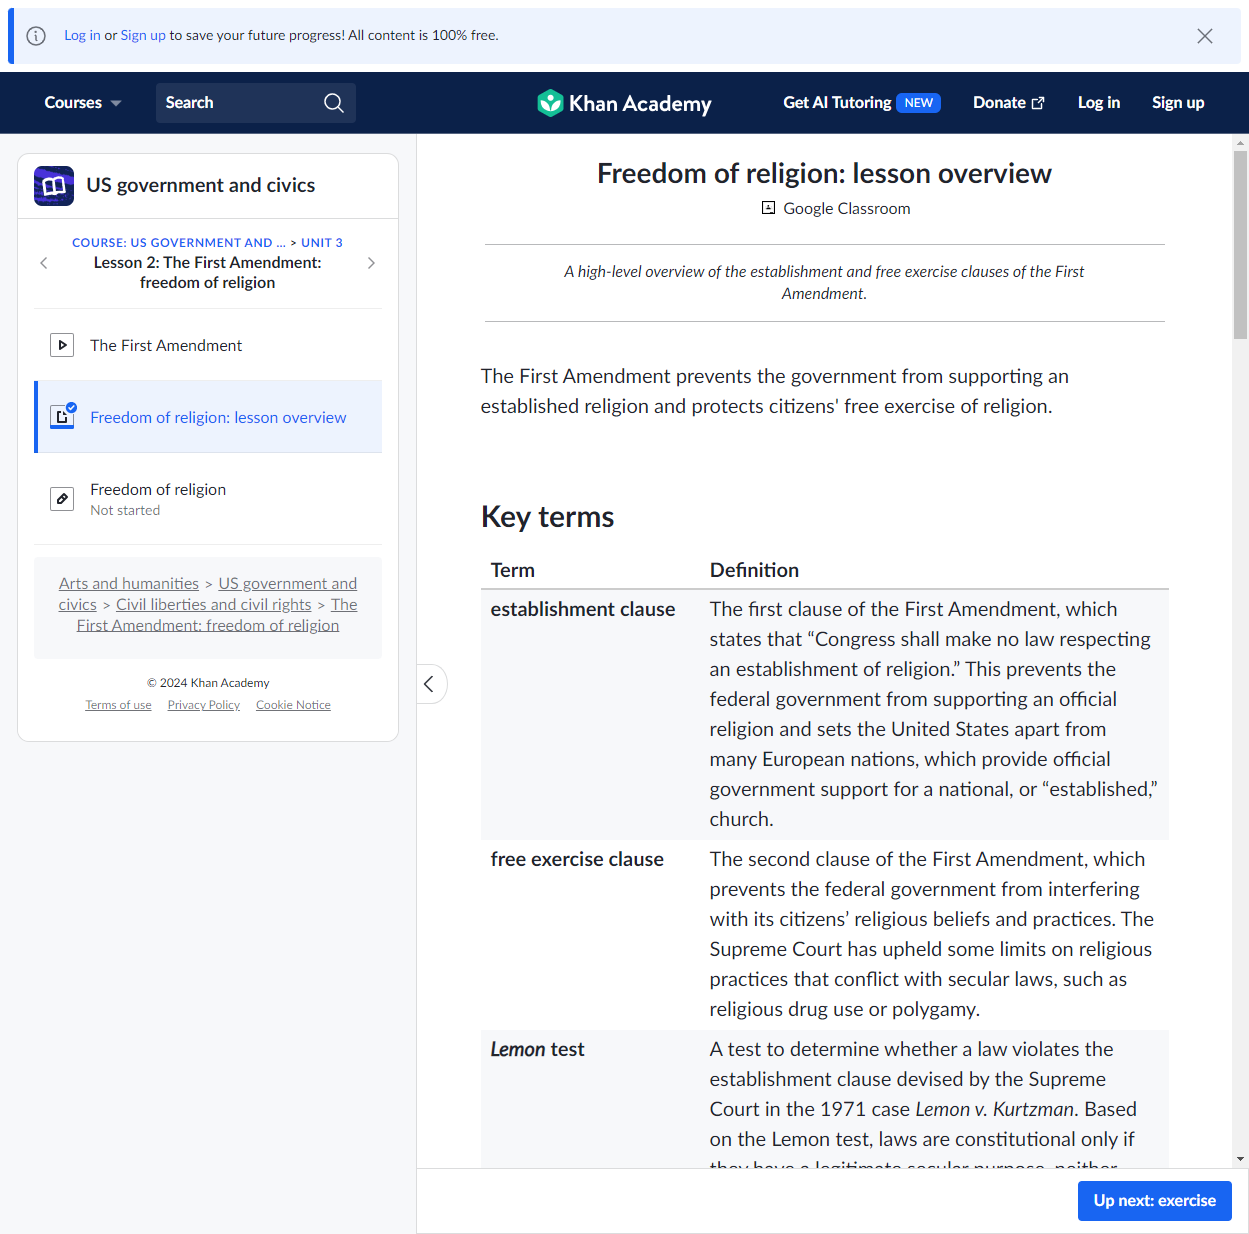 Log in or Sign up to save your future progress! All content is 100% free.
Courses
Search
Khan Academy
Get AI Tutoring NEW
Donate
Log in
Sign up
US government and civics
COURSE: US GOVERNMENT AND ... > UNIT 3
Lesson 2: The First Amendment:
freedom of religion
The First Amendment
Freedom of religion: lesson overview
Freedom of religion
Not started
Arts and humanities > US government and
civics > Civil liberties and civil rights > The
First Amendment: freedom of religion
© 2024 Khan Academy
Terms of use Privacy Policy Cookie Notice
Freedom of religion: lesson overview
Google Classroom
A high-level overview of the establishment and free exercise clauses of the First
Amendment.
The First Amendment prevents the government from supporting an
established religion and protects citizens' free exercise of religion.
Key terms
Term Definition
establishment clause The first clause of the First Amendment, which
states that “Congress shall make no law respecting
an establishment of religion.” This prevents the
federal government from supporting an official
religion and sets the United States apart from
many European nations, which provide official
government support for a national, or “established,”
church.
free exercise clause The second clause of the First Amendment, which
prevents the federal government from interfering
with its citizens’ religious beliefs and practices. The
Supreme Court has upheld some limits on religious
practices that conflict with secular laws, such as
religious drug use or polygamy.
Lemon test A test to determine whether a law violates the
establishment clause devised by the Supreme
Court in the 1971 case Lemon v. Kurtzman. Based
on the Lemon test, laws are constitutional only if
they have a legitimate secular purpose, neither
Up next: exercise